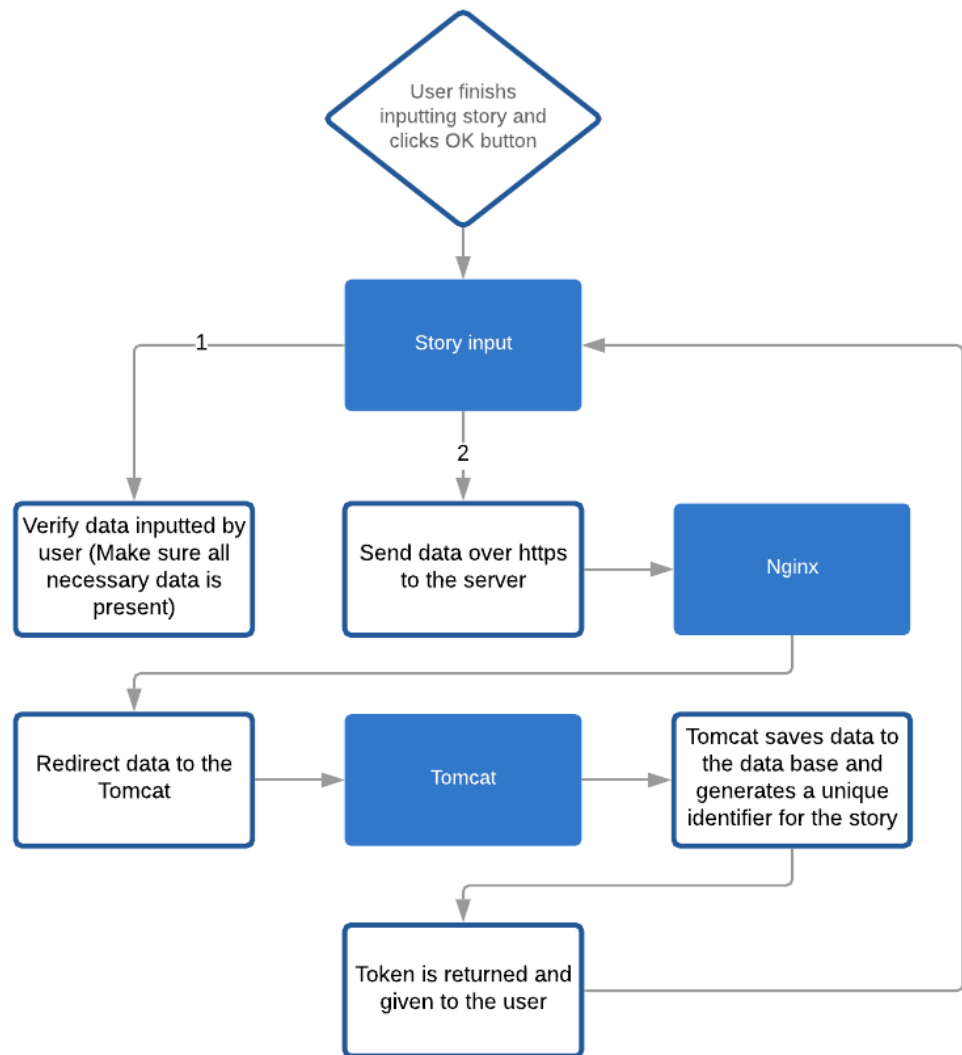 User finishs
inputting story and
clicks OK button
Story input
1
2
Verify data inputted by
user (Make sure all
necessary data is
present)
Send data over https
to the server
Nginx
Redirect data to the
Tomcat
Tomcat
Tomcat saves data to
the data base and
generates a unique
identifier for the story
Token is returned and
given to the user